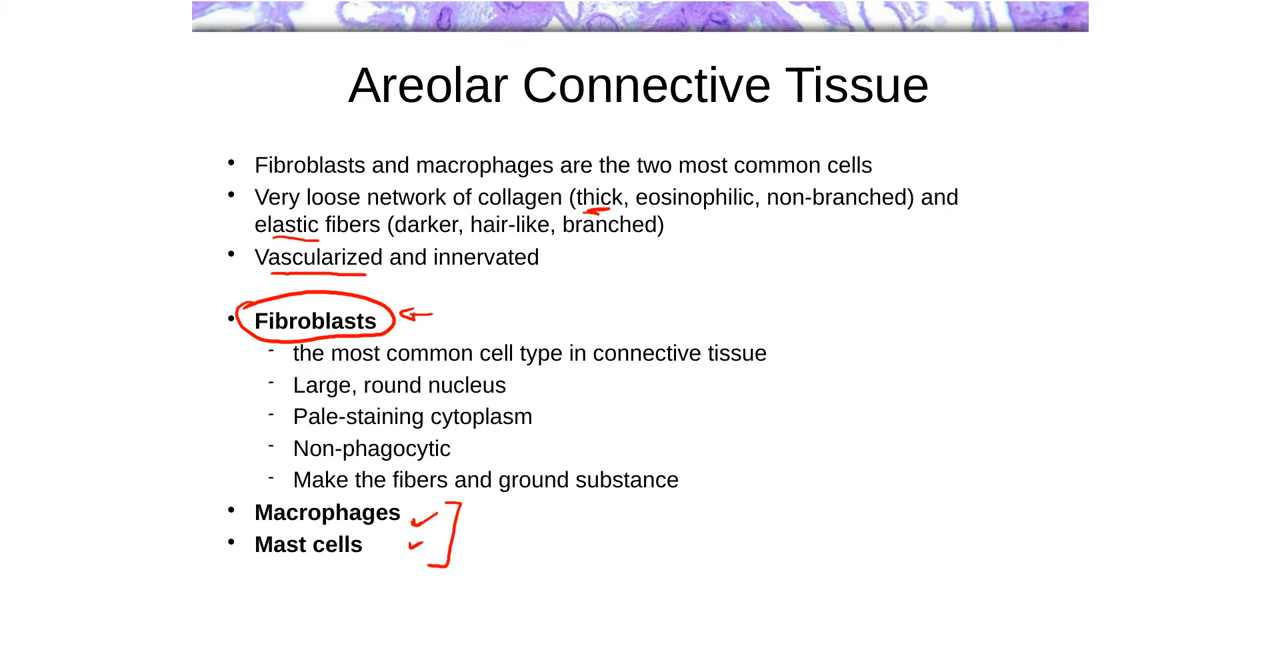 Areolar Connective Tissue
• Fibroblasts and macrophages are the two most common cells
• Very loose network of collagen (thick, eosinophilic, non-branched) and
elastic fibers (darker, hair-like, branched)
• Vascularized and innervated
• Fibroblasts
- the most common cell type in connective tissue
- Large, round nucleus
- Pale-staining cytoplasm
- Non-phagocytic
- Make the fibers and ground substance
• Macrophages
• Mast cells